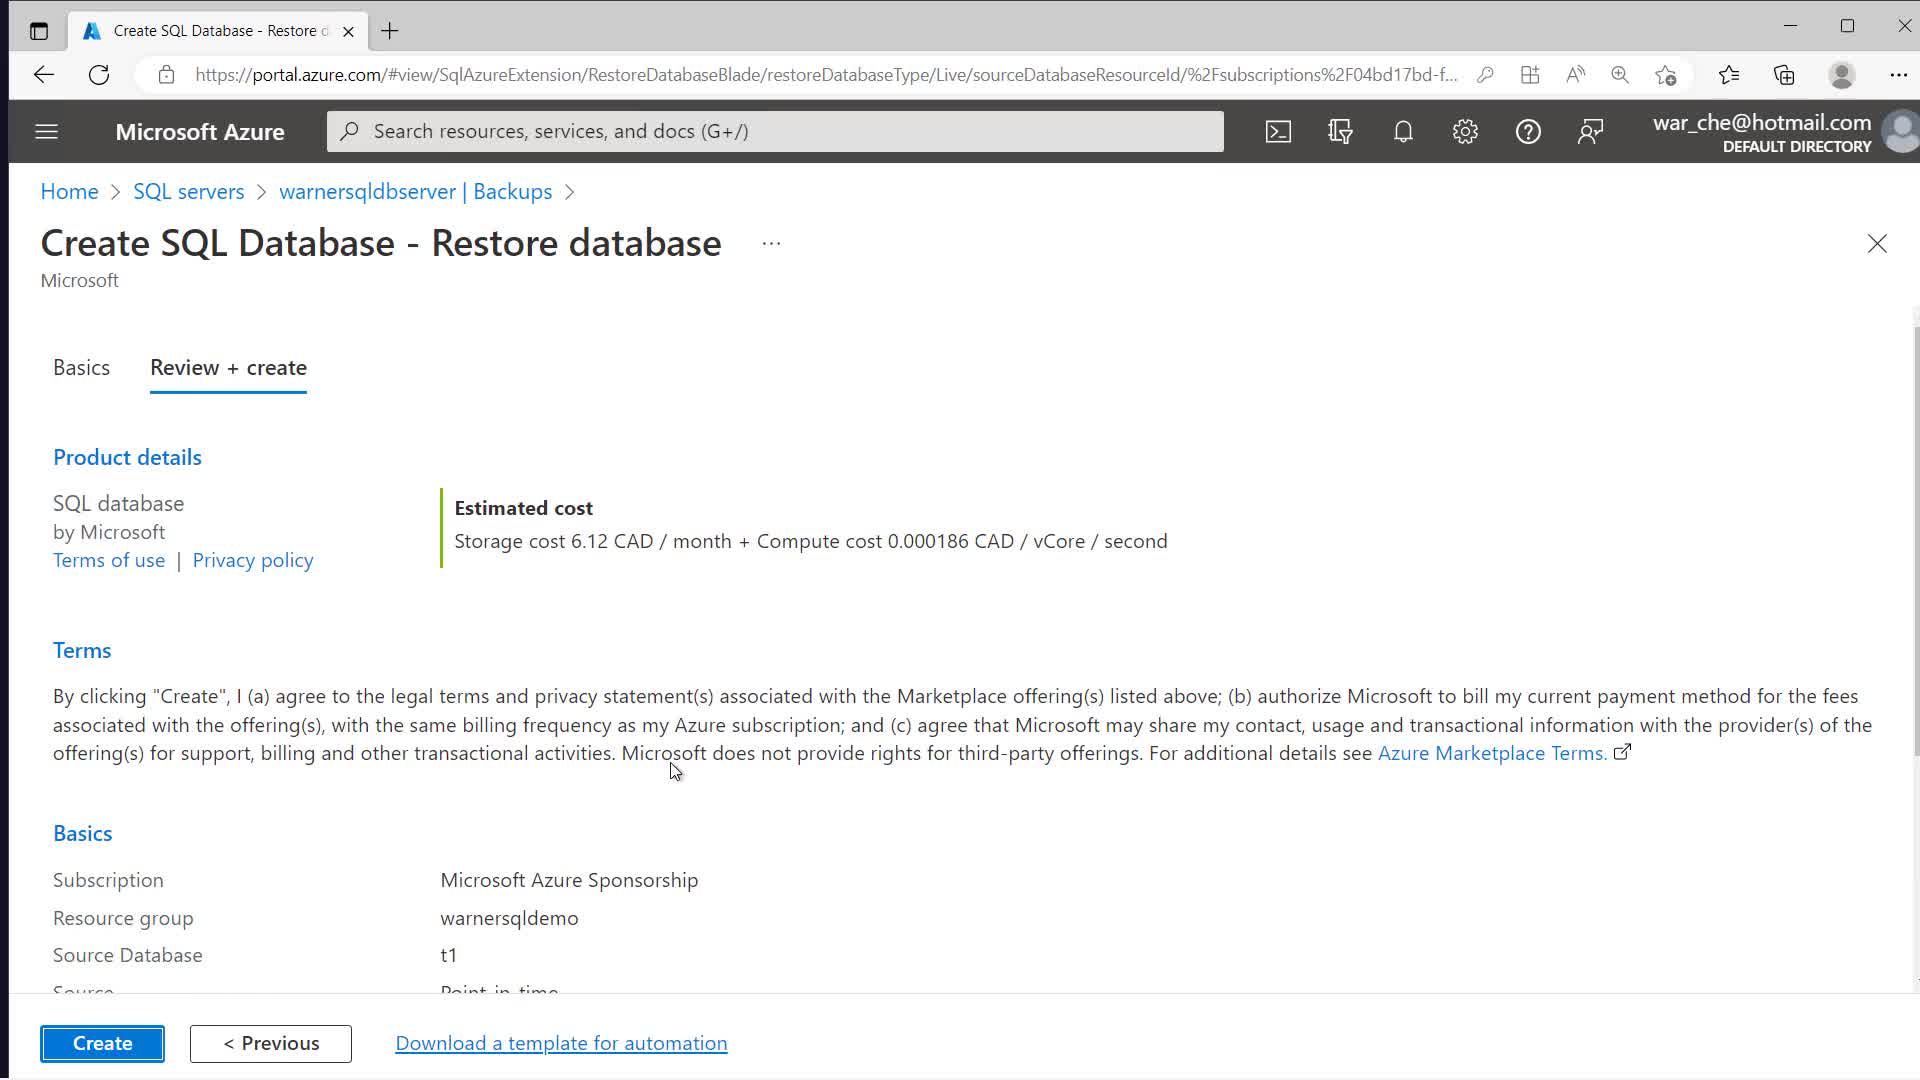 Create SQL Database - Restore d
https://portal.azure.com/#view/SqlAzureExtension/RestoreDatabaseBlade/restoreDatabaseType/Live/sourceDatabaseResourceId/%2Fsubscriptions%2F04bd17bd-f...
Microsoft Azure
Search resources, services, and docs (G+/)
war_che@hotmail.com
DEFAULT DIRECTORY
Home > SQL servers > warnersqldbserver | Backups >
Create SQL Database - Restore database ...
Microsoft
Basics
Review + create
Product details
SQL database
by Microsoft
Terms of use | Privacy policy
Estimated cost
Storage cost 6.12 CAD / month + Compute cost 0.000186 CAD / vCore / second
Terms
By clicking "Create", I (a) agree to the legal terms and privacy statement(s) associated with the Marketplace offering(s) listed above; (b) authorize Microsoft to bill my current payment method for the fees
associated with the offering(s), with the same billing frequency as my Azure subscription; and (c) agree that Microsoft may share my contact, usage and transactional information with the provider(s) of the
offering(s) for support, billing and other transactional activities. Microsoft does not provide rights for third-party offerings. For additional details see Azure Marketplace Terms.
Basics
Subscription Microsoft Azure Sponsorship
Resource group warnersqldemo
Source Database t1
Source Point-in-time
Create
< Previous
Download a template for automation